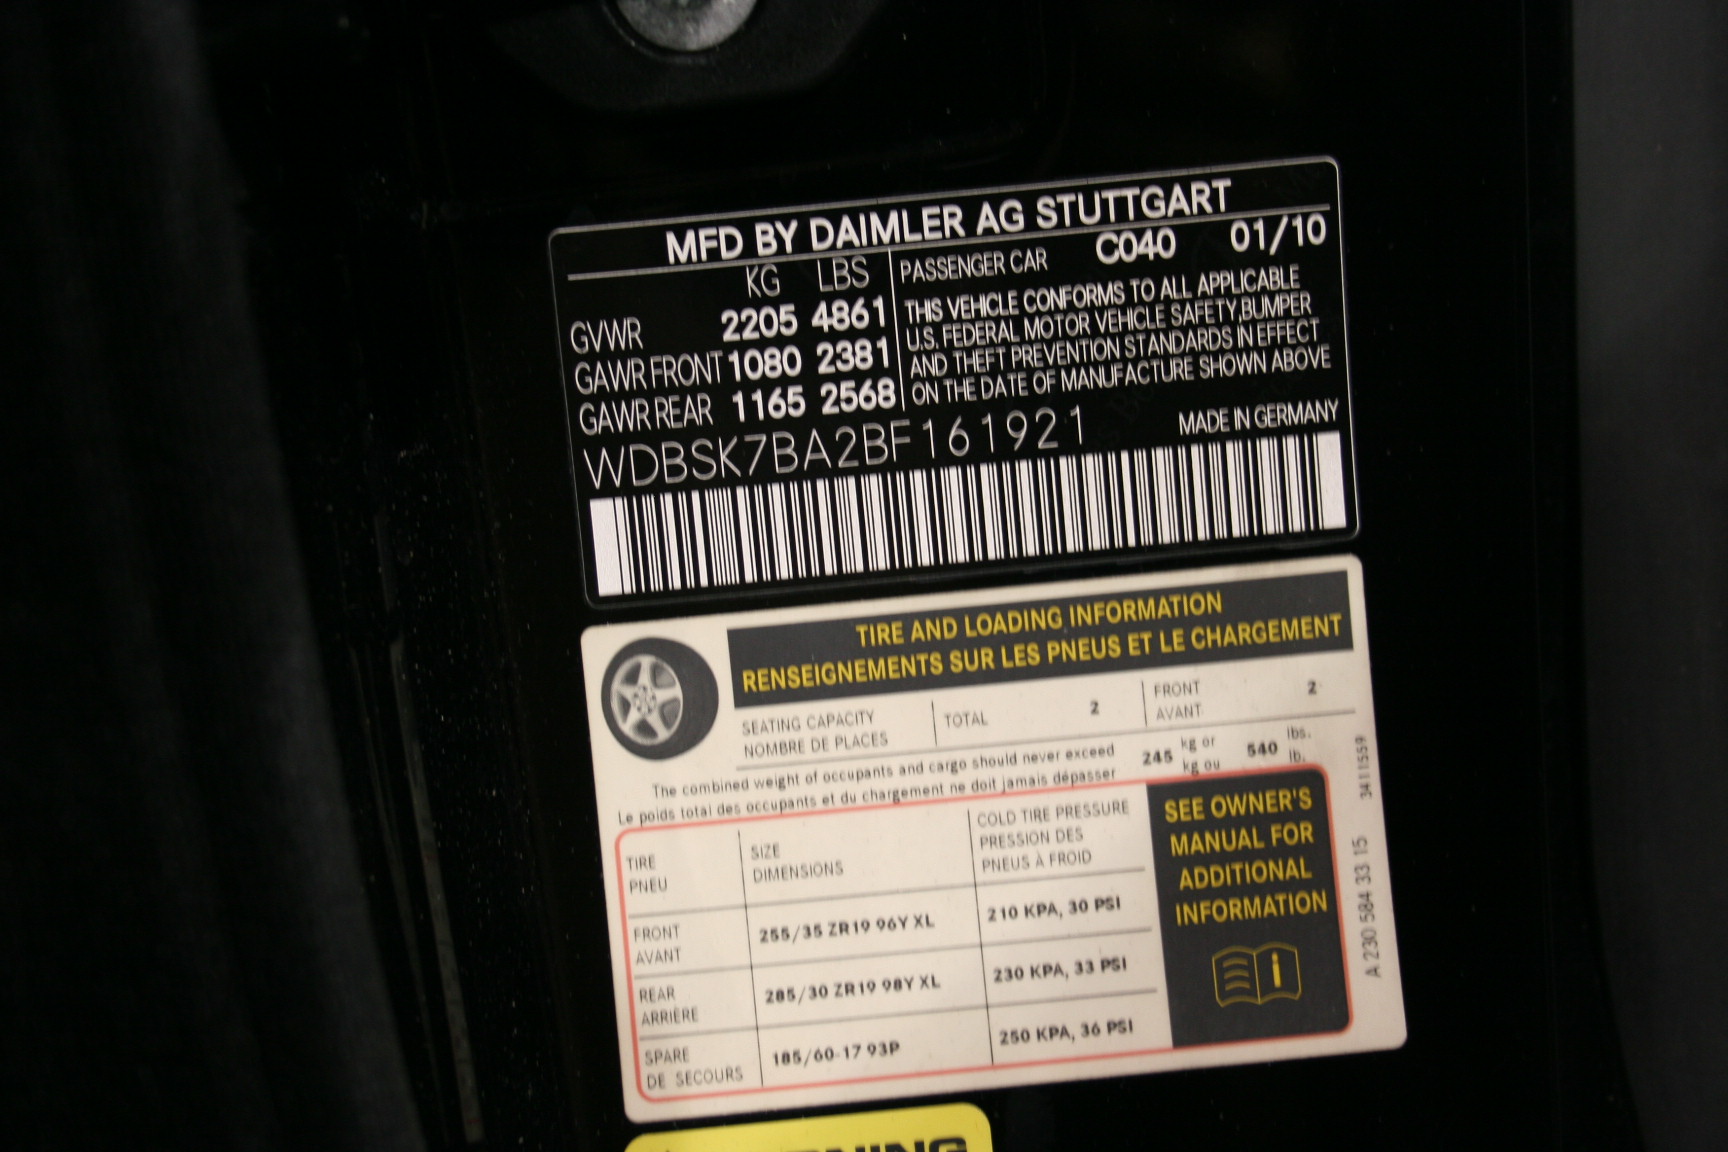 MFD BY DAIMLER AG STUTTGART
KG LBS
GVWR 2205 4861
GAWR FRONT 1080 2381
GAWR REAR 1165 2568
PASSENGER CAR C040 01/10
THIS VEHICLE CONFORMS TO ALL APPLICABLE
U.S. FEDERAL MOTOR VEHICLE SAFETY, BUMPER
AND THEFT PREVENTION STANDARDS IN EFFECT
ON THE DATE OF MANUFACTURE SHOWN ABOVE
WDBSK7BA2BF161921 MADE IN GERMANY
TIRE AND LOADING INFORMATION
RENSEIGNEMENTS SUR LES PNEUS ET LE CHARGEMENT
SEATING CAPACITY
NOMBRE DE PLACES
TOTAL 2
FRONT
AVANT
2
The combined weight of occupants and cargo should never exceed 245 kg or 540 lbs.
Le poids total des occupants et du chargement ne doit jamais dépasser kg ou lb.
TIRE
PNEU
SIZE
DIMENSIONS
COLD TIRE PRESSURE
PRESSION DES
PNEUS À FROID
FRONT
AVANT
255/35 ZR19 96Y XL
210 KPA, 30 PSI
REAR
ARRIÈRE
285/30 ZR19 98Y XL
230 KPA, 33 PSI
SPARE
DE SECOURS
185/60-17 93P
250 KPA, 36 PSI
SEE OWNER'S
MANUAL FOR
ADDITIONAL
INFORMATION
i
A 230 584 33 15 3411559